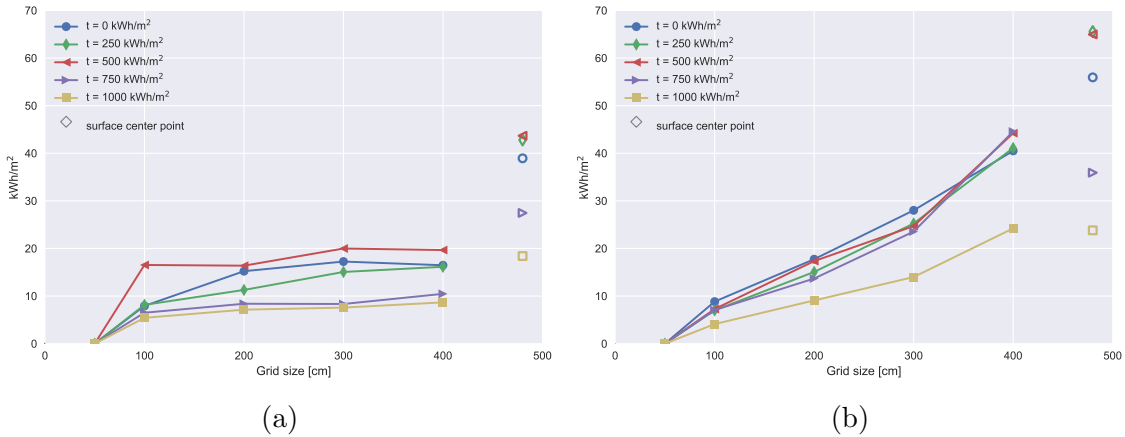 70
60
50
40
30
20
10
0
kWh/m²
t = 0 kWh/m²
t = 250 kWh/m²
t = 500 kWh/m²
t = 750 kWh/m²
t = 1000 kWh/m²
surface center point
0 100 200 300 400 500
Grid size [cm]
(a)
70
60
50
40
30
20
10
0
kWh/m²
t = 0 kWh/m²
t = 250 kWh/m²
t = 500 kWh/m²
t = 750 kWh/m²
t = 1000 kWh/m²
surface center point
0 100 200 300 400 500
Grid size [cm]
(b)